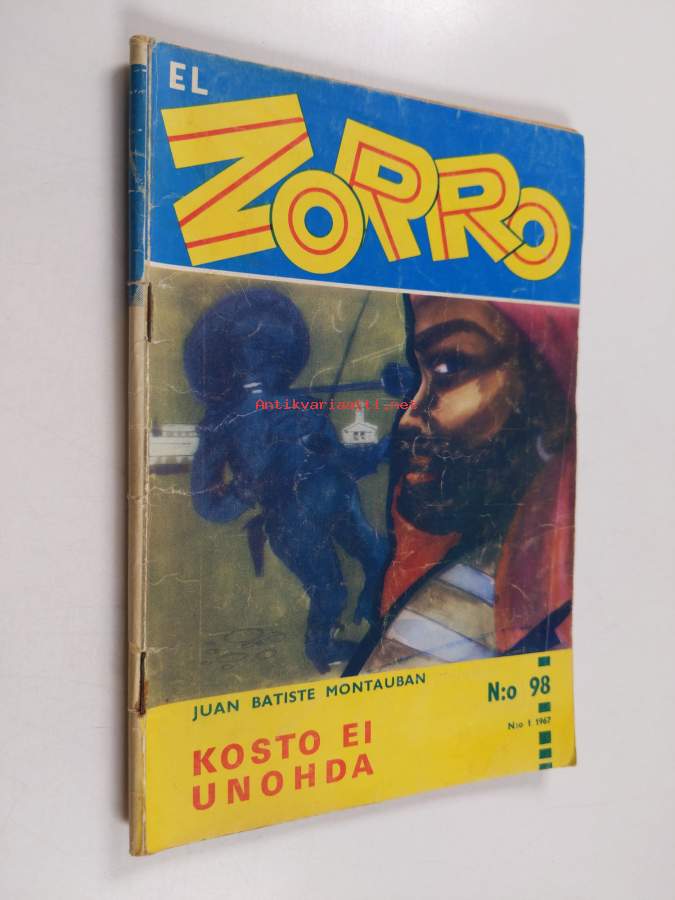 EL
ZORRO
Antikvariaatti.net
JUAN BATISTE MONTAUBAN
N:o 98
N:o 1 1967
KOSTO EI
UNOHDA